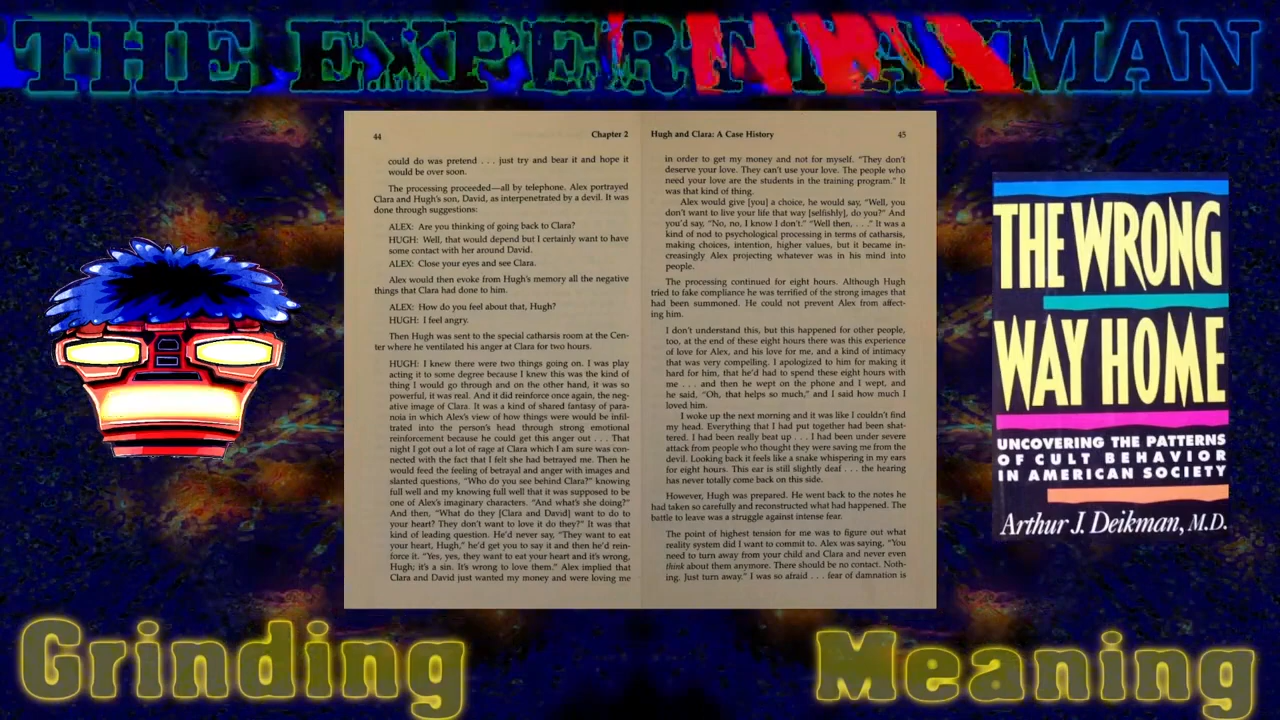 THE EXPERT LAYMAN
44 Chapter 2
could do was pretend . . . just try and bear it and hope it
would be over soon.
The processing proceeded—all by telephone. Alex portrayed
Clara and Hugh's son, David, as interpenetrated by a devil. It was
done through suggestions:
ALEX: Are you thinking of going back to Clara?
HUGH: Well, that would depend but I certainly want to have
some contact with her around David.
ALEX: Close your eyes and see Clara.
Alex would then evoke from Hugh's memory all the negative
things that Clara had done to him.
ALEX: How do you feel about that, Hugh?
HUGH: I feel angry.
Then Hugh was sent to the special catharsis room at the Cen-
ter where he ventilated his anger at Clara for two hours.
HUGH: I knew there were two things going on. I was play
acting it to some degree because I knew this was the kind of
thing I would go through and on the other hand, it was so
powerful, it was real. And it did reinforce once again, the neg-
ative image of Clara. It was a kind of shared fantasy of para-
noia in which Alex's view of how things were would be infil-
trated into the person's head through strong emotional
reinforcement because he could get this anger out . . . That
night I got out a lot of rage at Clara which I am sure was con-
nected with the fact that I felt she had betrayed me. Then he
would feed the feeling of betrayal and anger with images and
slanted questions, "Who do you see behind Clara?" knowing
full well and my knowing full well that it was supposed to be
one of Alex's imaginary characters. "And what's she doing?"
And then, "What do they [Clara and David] want to do to
your heart? They don't want to love it do they?" It was that
kind of leading question. He'd never say, "They want to eat
your heart, Hugh," he'd get you to say it and then he'd rein-
force it. "Yes, yes, they want to eat your heart and it's wrong,
Hugh; it's a sin. It's wrong to love them." Alex implied that
Clara and David just wanted my money and were loving me
Hugh and Clara: A Case History 45
in order to get my money and not for myself. "They don't
deserve your love. They can't use your love. The people who
need your love are the students in the training program." It
was that kind of thing.
Alex would give [you] a choice, he would say, "Well, you
don't want to live your life that way [selfishly], do you?" And
you'd say, "No, no, I know I don't." "Well then, . . ." It was a
kind of nod to psychological processing in terms of catharsis,
making choices, intention, higher values, but it became in-
creasingly Alex projecting whatever was in his mind into
people.
The processing continued for eight hours. Although Hugh
tried to fake compliance he was terrified of the strong images that
had been summoned. He could not prevent Alex from affect-
ing him.
I don't understand this, but this happened for other people,
too, at the end of these eight hours there was this experience
of love for Alex, and his love for me, and a kind of intimacy
that was very compelling. I apologized to him for making it
hard for him, that he'd had to spend these eight hours with
me . . . and then he wept on the phone and I wept, and
he said, "Oh, that helps so much," and I said how much I
loved him.
I woke up the next morning and it was like I couldn't find
my head. Everything that I had put together had been shat-
tered. I had been really beat up . . . I had been under severe
attack from people who thought they were saving me from the
devil. Looking back it feels like a snake whispering in my ears
for eight hours. This ear is still slightly deaf . . . the hearing
has never totally come back on this side.
However, Hugh was prepared. He went back to the notes he
had taken so carefully and reconstructed what had happened. The
battle to leave was a struggle against intense fear.
The point of highest tension for me was to figure out what
reality system did I want to commit to. Alex was saying, "You
need to turn away from your child and Clara and never even
think about them anymore. There should be no contact. Noth-
ing. Just turn away." I was so afraid . . . fear of damnation is
THE WRONG
WAY HOME
UNCOVERING THE PATTERNS
OF CULT BEHAVIOR
IN AMERICAN SOCIETY
Arthur J. Deikman, M.D.
Grinding Meaning